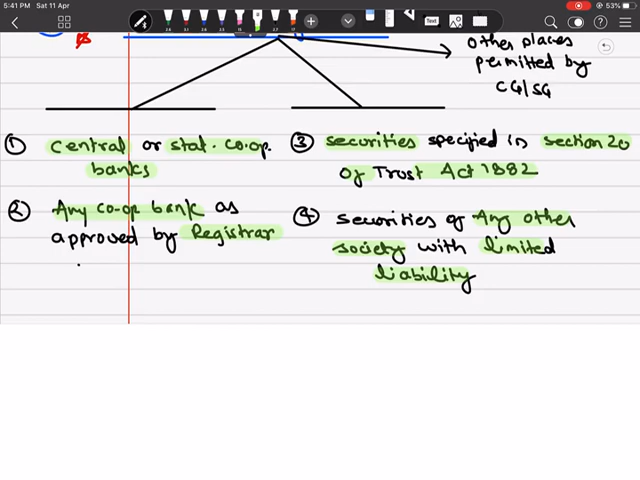 5:41 PM Sat 11 Apr
53%
Text
Other places
permitted by
CG/SG
① Central or stat. co.op.
banks
② Any co-op bank as
approved by Registrar
③ securities specified in section 20
of Trust Act 1882
④ securities of Any other
society with limited
liability